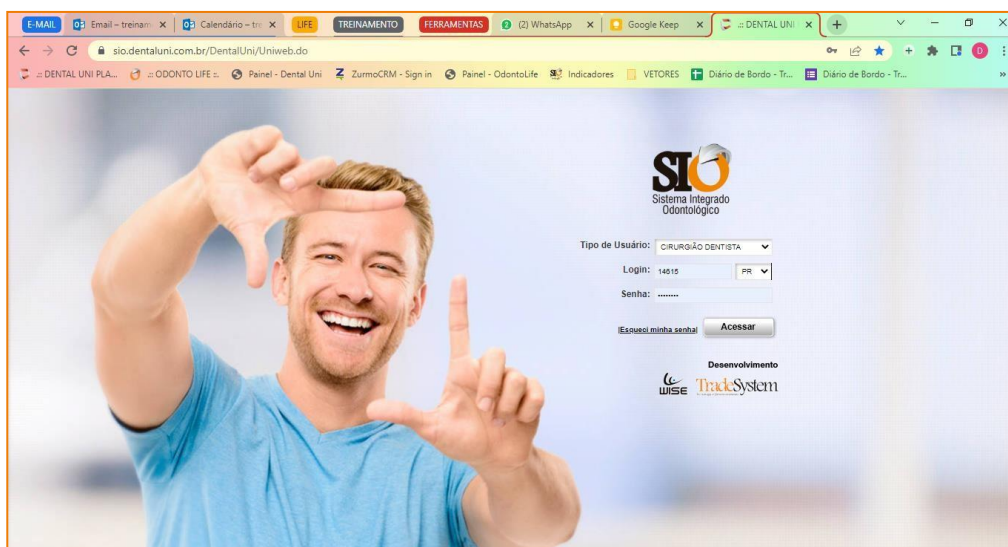 E-MAIL Email – treinam Calendário – tre LIFE TREINAMENTO FERRAMENTAS (2) WhatsApp Google Keep .:: DENTAL UNI
sio.dentaluni.com.br/DentalUni/Uniweb.do
.:: DENTAL UNI PLA... .:: ODONTO LIFE ::. Painel - Dental Uni ZurmoCRM - Sign in Painel - OdontoLife Indicadores VETORES Diário de Bordo - Tr... Diário de Bordo - Tr... »
SIO
Sistema Integrado
Odontológico
Tipo de Usuário: CIRURGIÃO DENTISTA
Login: 14615 PR
Senha: ········
|Esqueci minha senha| Acessar
Desenvolvimento
WISE TradeSystem